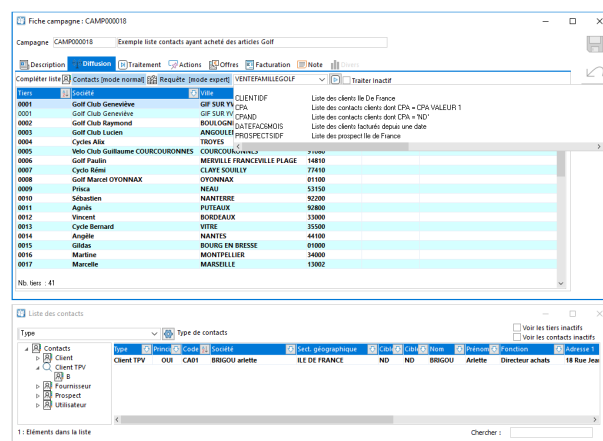 Fiche campagne : CAMP000018
Campagne CAMP000018 Exemple liste contacts ayant acheté des articles Golf
Description Diffusion Traitement Actions Offres Facturation Note
Compléter liste Contacts [mode normal] Requête [mode expert] VENTEFAMILLEGOLF Traiter Inactif
Tiers Société Ville
CLIENTIDF Liste des clients Ile De France
CPA Liste des clients dont CPA = CPA VALEUR 1
CPAND Liste des clients dont CPA = 'ND'
DATEFAC6MOIS Liste des clients facturés depuis une date
PROSPECTSIDF Liste des prospect Ile de France
0001 Golf Club Geneviève GIF SUR YV
0001 Golf Club Geneviève GIF SUR YV
0002 Golf Club Raymond BOULOGN
0003 Golf Club Lucien ANGOULE
0004 Cycles Alix TROYES
0005 Velo Club Guillaume COURCOURONNES COURCOURONNES 91080
0006 Golf Paulin MERVILLE FRANCEVILLE PLAGE 14810
0007 Cyclo Rémi CLAYE SOUILLY 77410
0008 Golf Marcel OYONNAX OYONNAX 01100
0009 Prisca NEAU 53150
0010 Sébastien NANTERRE 92200
0011 Agnès PUTEAUX 92800
0012 Vincent BORDEAUX 33000
0013 Cycle Bernard VITRE 35500
0014 Angèle NANTES 44100
0015 Gildas BOURG EN BRESSE 01000
0016 Martine MONTPELLIER 34000
0017 Marcelle MARSEILLE 13002
Nb. tiers : 41
Liste des contacts
Type Type de contacts
Voir les tiers inactifs
Voir les contacts inactifs
Contacts
Client
Client TPV
B
Fournisseur
Prospect
Utilisateur
Type Princi Code Société Sect. géographique Cibl Cibl Nom Prénom Fonction Adresse 1
Client TPV OUI CA01 BRIGOU arlette ILE DE FRANCE ND ND BRIGOU Arlette Directeur achats 18 Rue Jea
1 : Eléments dans la liste
Chercher :